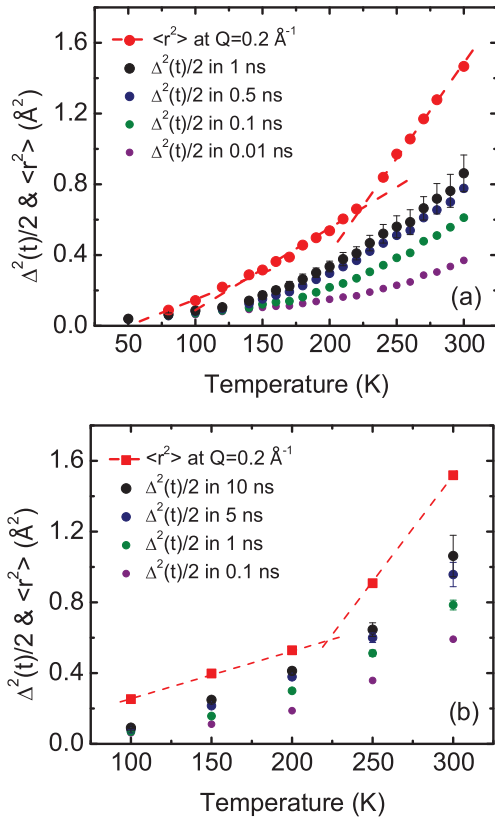 1.6
1.2
0.8
0.4
0.0
Δ²(t)/2 & <r²> (Å²)
<r²> at Q=0.2 Å⁻¹
Δ²(t)/2 in 1 ns
Δ²(t)/2 in 0.5 ns
Δ²(t)/2 in 0.1 ns
Δ²(t)/2 in 0.01 ns
(a)
50 100 150 200 250 300
Temperature (K)
1.6
1.2
0.8
0.4
0.0
Δ²(t)/2 & <r²> (Å²)
<r²> at Q=0.2 Å⁻¹
Δ²(t)/2 in 10 ns
Δ²(t)/2 in 5 ns
Δ²(t)/2 in 1 ns
Δ²(t)/2 in 0.1 ns
(b)
100 150 200 250 300
Temperature (K)